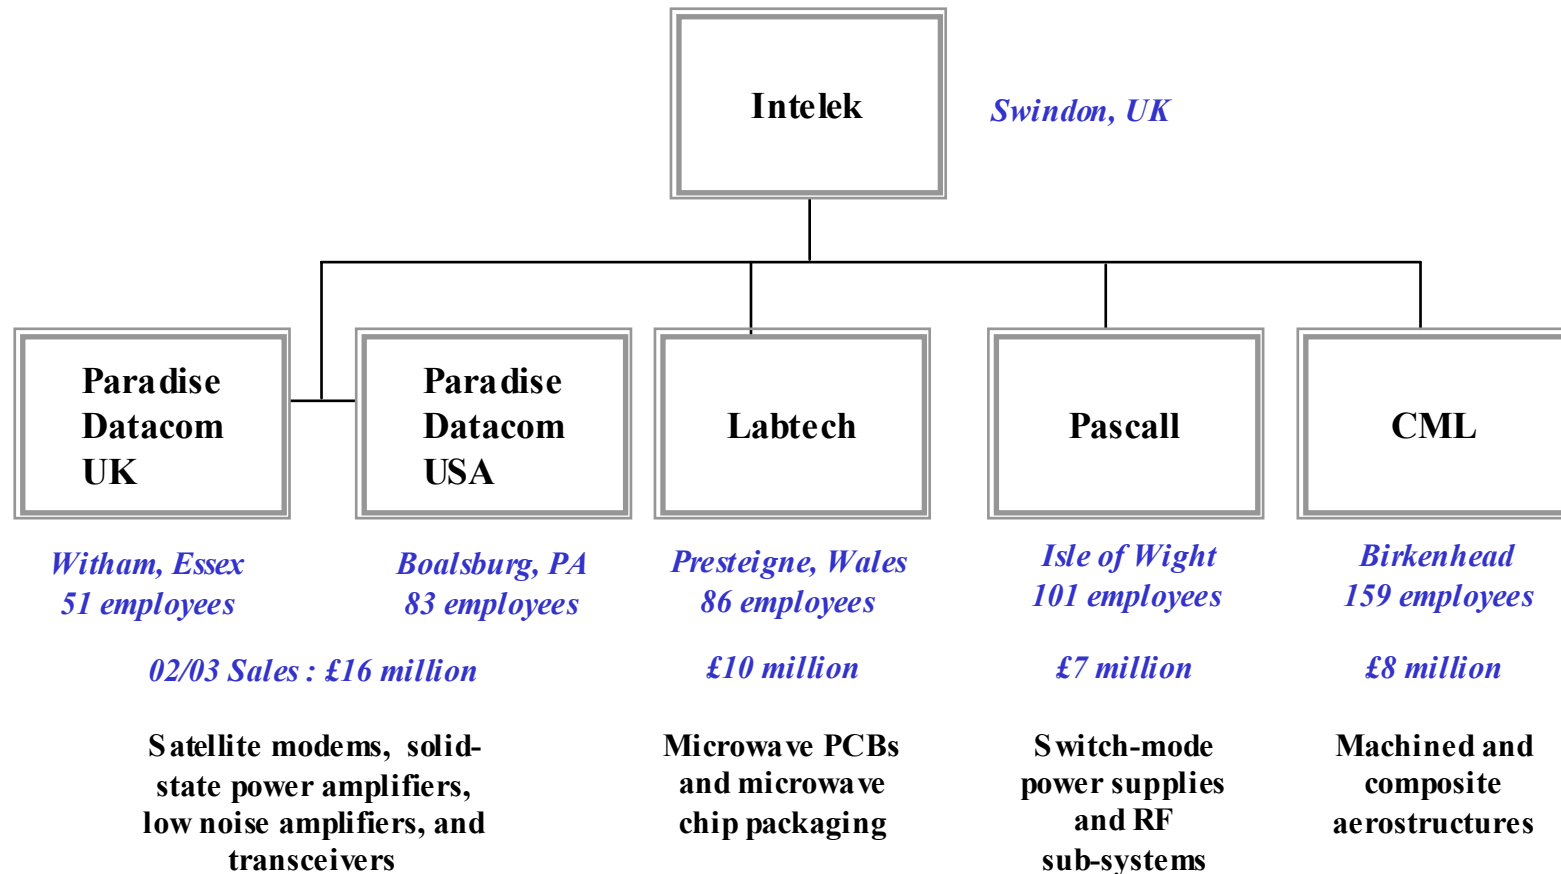 Intelek
Swindon, UK
Paradise
Datacom
UK
Paradise
Datacom
USA
Labtech
Pascall
CML
Witham, Essex
51 employees
Boalsburg, PA
83 employees
Presteigne, Wales
86 employees
Isle of Wight
101 employees
Birkenhead
159 employees
02/03 Sales : £16 million
£10 million
£7 million
£8 million
Satellite modems, solid-
state power amplifiers,
low noise amplifiers, and
transceivers
Microwave PCBs
and microwave
chip packaging
Switch-mode
power supplies
and RF
sub-systems
Machined and
composite
aerostructures